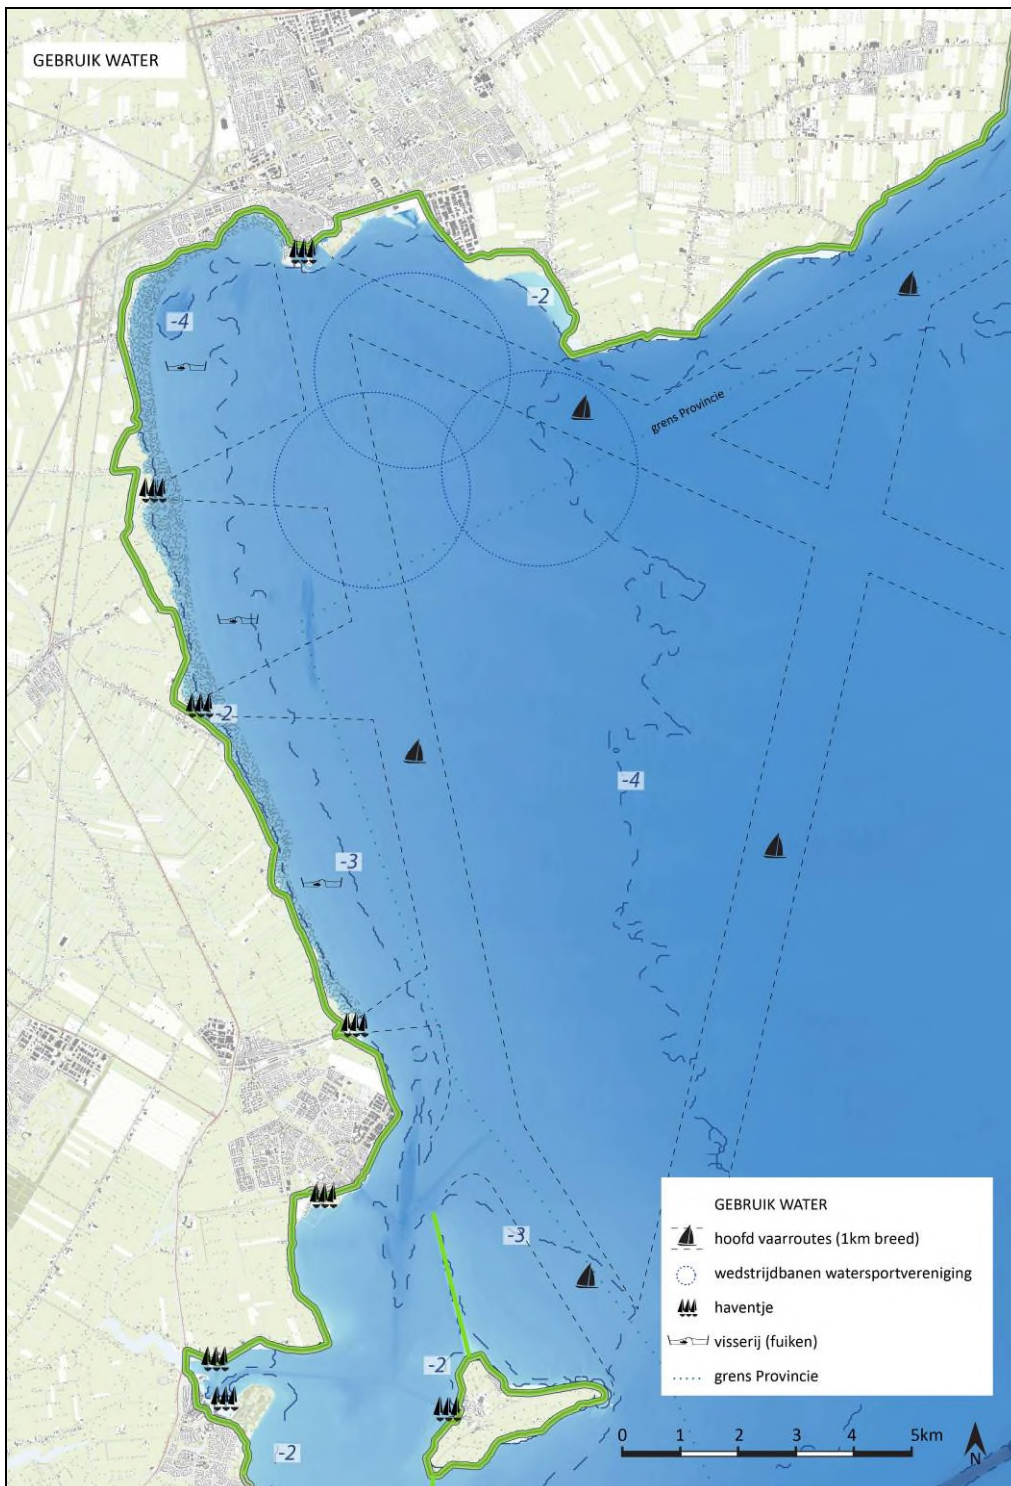 GEBRUIK WATER
-4
-2
grens Provincie
-2
-4
-3
-3
-2
-2
GEBRUIK WATER
hoofd vaarroutes (1km breed)
wedstrijdbanen watersportvereniging
haventje
visserij (fuiken)
grens Provincie
0 1 2 3 4 5km
N